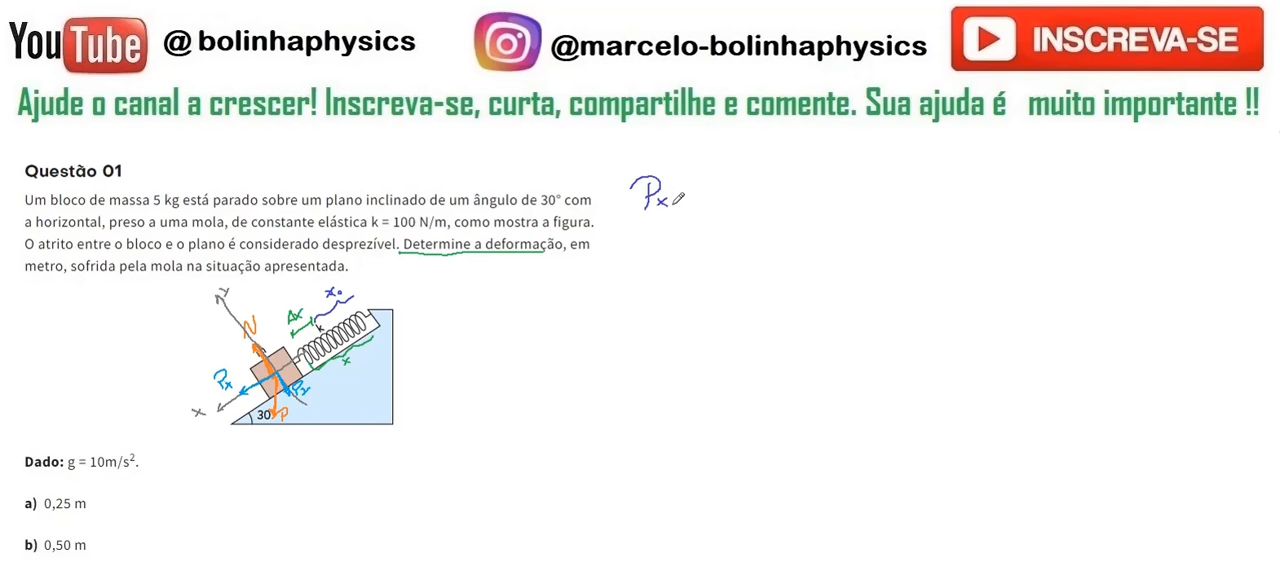 YouTube @bolinhaphysics @marcelo-bolinhaphysics INSCREVA-SE
Ajude o canal a crescer! Inscreva-se, curta, compartilhe e comente. Sua ajuda é muito importante !!
Questão 01
Um bloco de massa 5 kg está parado sobre um plano inclinado de um ângulo de 30° com
a horizontal, preso a uma mola, de constante elástica k = 100 N/m, como mostra a figura.
O atrito entre o bloco e o plano é considerado desprezível. Determine a deformação, em
metro, sofrida pela mola na situação apresentada.
Px
y
x₀
Δx
N
k
x
Px
Py
x
30
P
Dado: g = 10m/s².
a) 0,25 m
b) 0,50 m